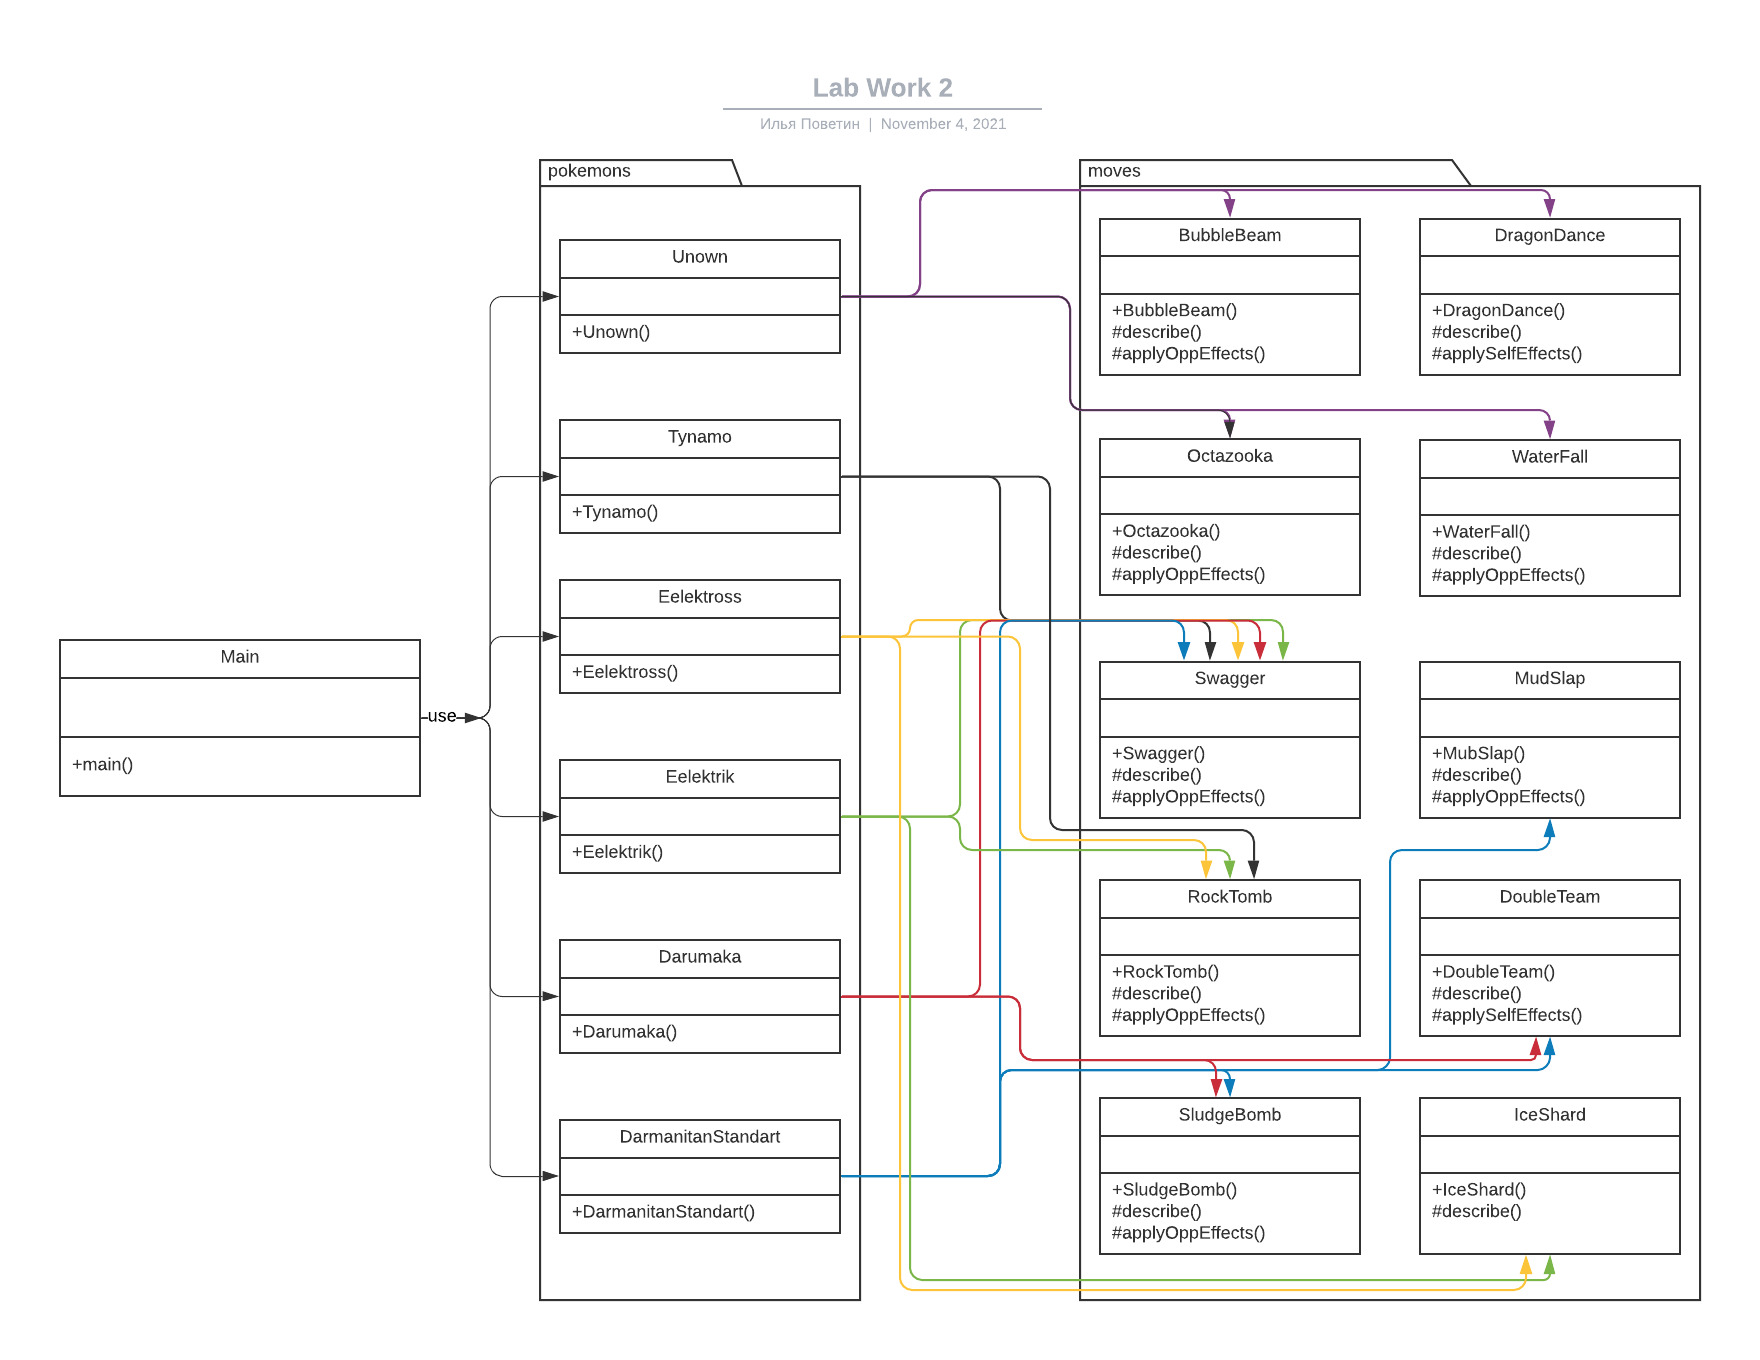 Lab Work 2
Илья Поветин | November 4, 2021
pokemons
moves
Unown
+Unown()
Tynamo
+Tynamo()
Eelektross
+Eelektross()
Main
use
+main()
Eelektrik
+Eelektrik()
Darumaka
+Darumaka()
DarmanitanStandart
+DarmanitanStandart()
BubbleBeam
+BubbleBeam()
#describe()
#applyOppEffects()
DragonDance
+DragonDance()
#describe()
#applySelfEffects()
Octazooka
+Octazooka()
#describe()
#applyOppEffects()
WaterFall
+WaterFall()
#describe()
#applyOppEffects()
Swagger
+Swagger()
#describe()
#applyOppEffects()
MudSlap
+MubSlap()
#describe()
#applyOppEffects()
RockTomb
+RockTomb()
#describe()
#applyOppEffects()
DoubleTeam
+DoubleTeam()
#describe()
#applySelfEffects()
SludgeBomb
+SludgeBomb()
#describe()
#applyOppEffects()
IceShard
+IceShard()
#describe()